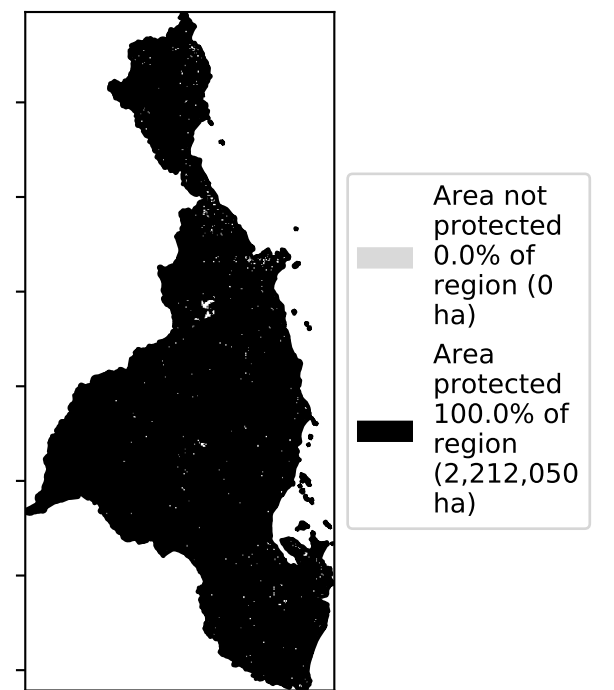 Area not
protected
0.0% of
region (0
ha)
Area
protected
100.0% of
region
(2,212,050
ha)